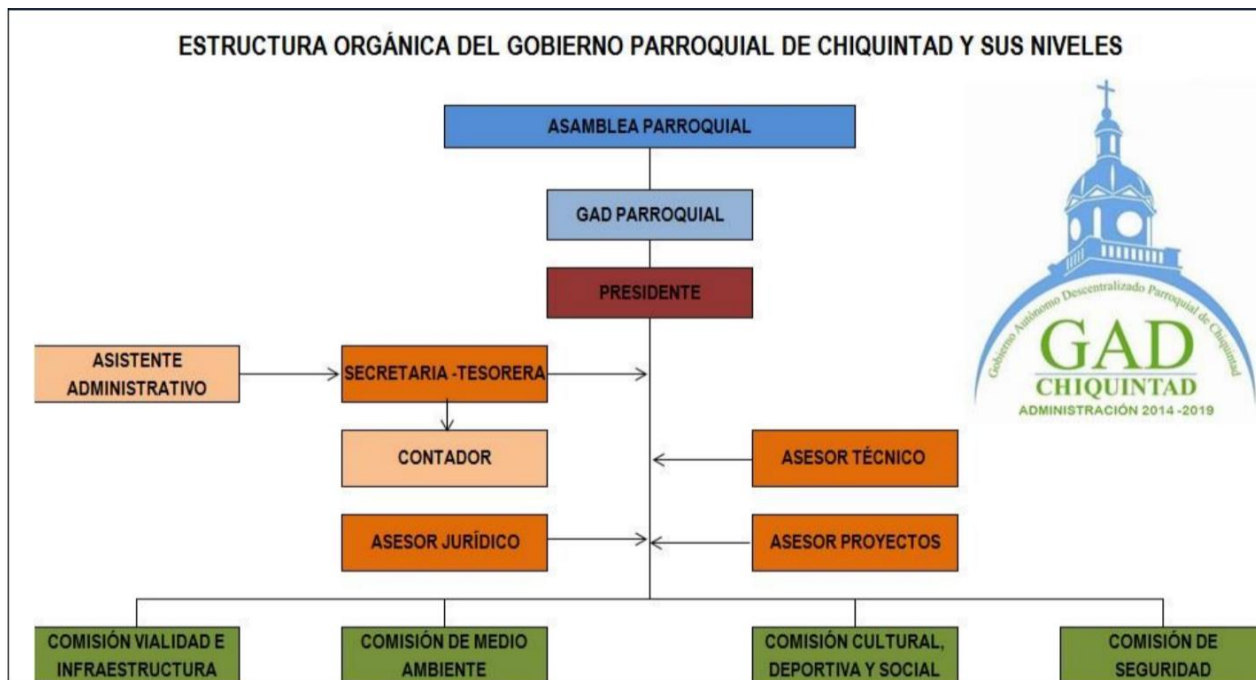 ESTRUCTURA ORGÁNICA DEL GOBIERNO PARROQUIAL DE CHIQUINTAD Y SUS NIVELES
ASAMBLEA PARROQUIAL
GAD PARROQUIAL
PRESIDENTE
Gobierno Autónomo Descentralizado Parroquial de Chiquintad
GAD
CHIQUINTAD
ADMINISTRACIÓN 2014 -2019
ASISTENTE
ADMINISTRATIVO
SECRETARIA -TESORERA
CONTADOR
ASESOR TÉCNICO
ASESOR JURÍDICO
ASESOR PROYECTOS
COMISIÓN VIALIDAD E
INFRAESTRUCTURA
COMISIÓN DE MEDIO
AMBIENTE
COMISIÓN CULTURAL,
DEPORTIVA Y SOCIAL
COMISIÓN DE
SEGURIDAD